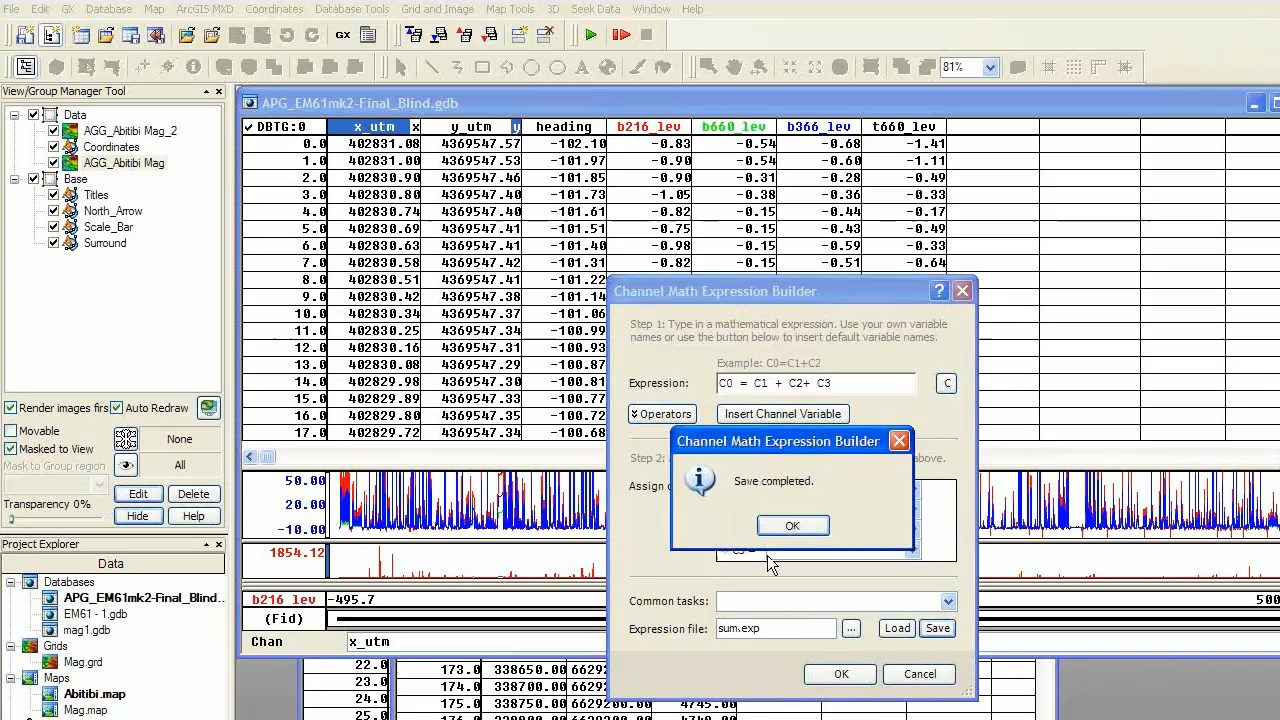 File Edit GX Database Map ArcGIS MXD Coordinates Database Tools Grid and Image Map Tools 3D Seek Data Window Help
GX
81%
View/Group Manager Tool
Data
AGG_Abitibi Mag_2
Coordinates
AGG_Abitibi Mag
Base
Titles
North_Arrow
Scale_Bar
Surround
Render images firs Auto Redraw
Movable
None
Masked to View
Mask to Group region
All
Transparency 0%
Edit Delete
Hide Help
Project Explorer
Data
Databases
APG_EM61mk2-Final_Blind...
EM61 - 1.gdb
mag1.gdb
Grids
Mag.grd
Maps
Abitibi.map
Mag.map
APG_EM61mk2-Final_Blind.gdb
DBTG:0 x_utm x y_utm y heading b216_lev b660_lev b366_lev t660_lev
0.0 402831.08 4369547.57 -102.10 -0.83 -0.54 -0.68 -1.41
1.0 402831.00 4369547.53 -101.97 -0.90 -0.54 -0.60 -1.11
2.0 402830.90 4369547.46 -101.85 -0.90 -0.31 -0.28 -0.49
3.0 402830.80 4369547.40 -101.73 -1.05 -0.38 -0.36 -0.33
4.0 402830.74 4369547.40 -101.61 -0.82 -0.15 -0.44 -0.17
5.0 402830.69 4369547.41 -101.51 -0.75 -0.15 -0.43 -0.49
6.0 402830.63 4369547.41 -101.40 -0.98 -0.15 -0.59 -0.33
7.0 402830.58 4369547.42 -101.31 -0.82 -0.15 -0.51 -0.64
8.0 402830.51 4369547.41 -101.22
9.0 402830.42 4369547.38 -101.14
10.0 402830.34 4369547.37 -101.06
11.0 402830.25 4369547.34 -100.99
12.0 402830.16 4369547.31 -100.93
13.0 402830.08 4369547.29 -100.87
14.0 402829.98 4369547.30 -100.81
15.0 402829.89 4369547.33 -100.77
16.0 402829.80 4369547.35 -100.72
17.0 402829.72 4369547.34 -100.68
50.00
20.00
-10.00
1854.12
b216_lev -495.7 500
(Fid)
Chan x_utm
22.0 173.0 338650.00
23.0 174.0 338700.00
24.0 175.0 338750.00
25.0
Channel Math Expression Builder
Step 1: Type in a mathematical expression. Use your own variable
names or use the button below to insert default variable names.
Example: C0=C1+C2
Expression: C0 = C1 + C2+ C3 C
Operators Insert Channel Variable
Step 2: above.
Assign
Channel Math Expression Builder
Save completed.
OK
Common tasks:
Expression file: sum.exp ... Load Save
OK Cancel